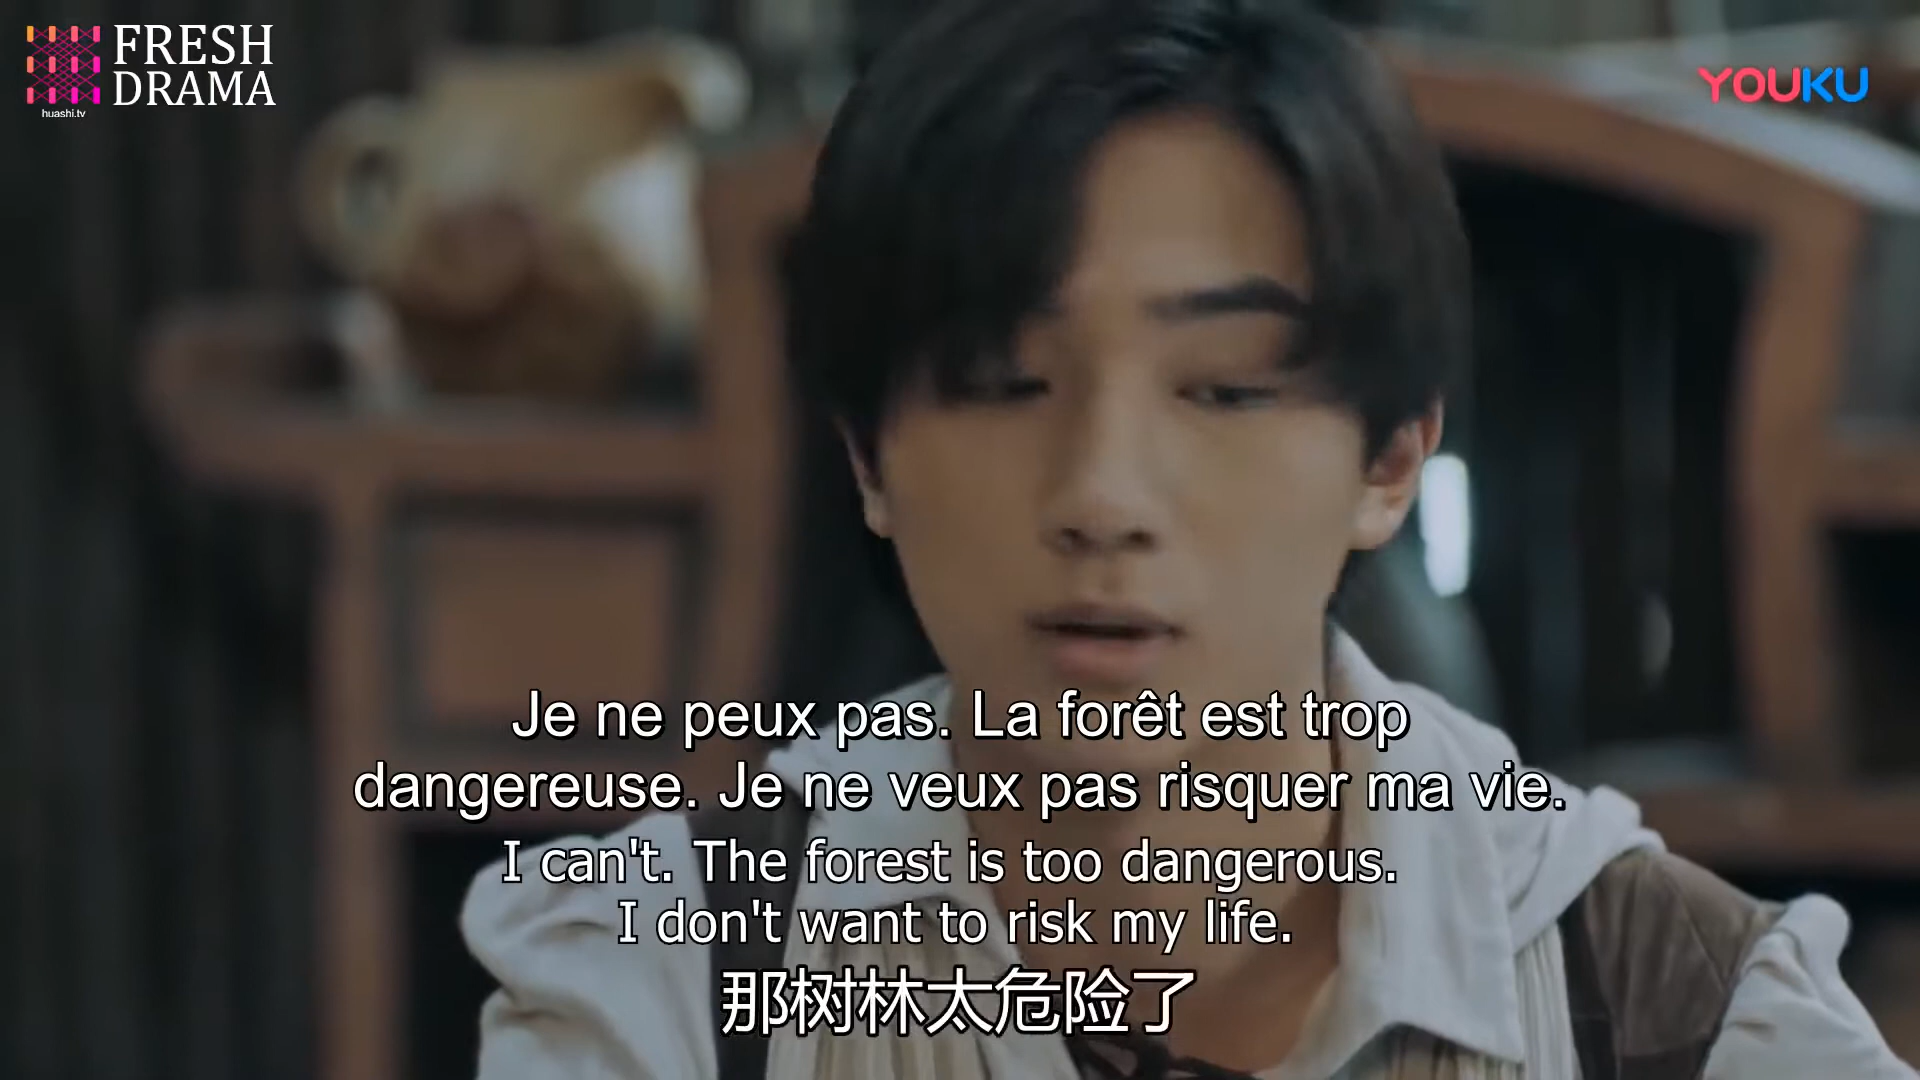 FRESH
DRAMA
huashi.tv
YOUKU
Je ne peux pas. La forêt est trop
dangereuse. Je ne veux pas risquer ma vie.
I can't. The forest is too dangerous.
I don't want to risk my life.
那树林太危险了